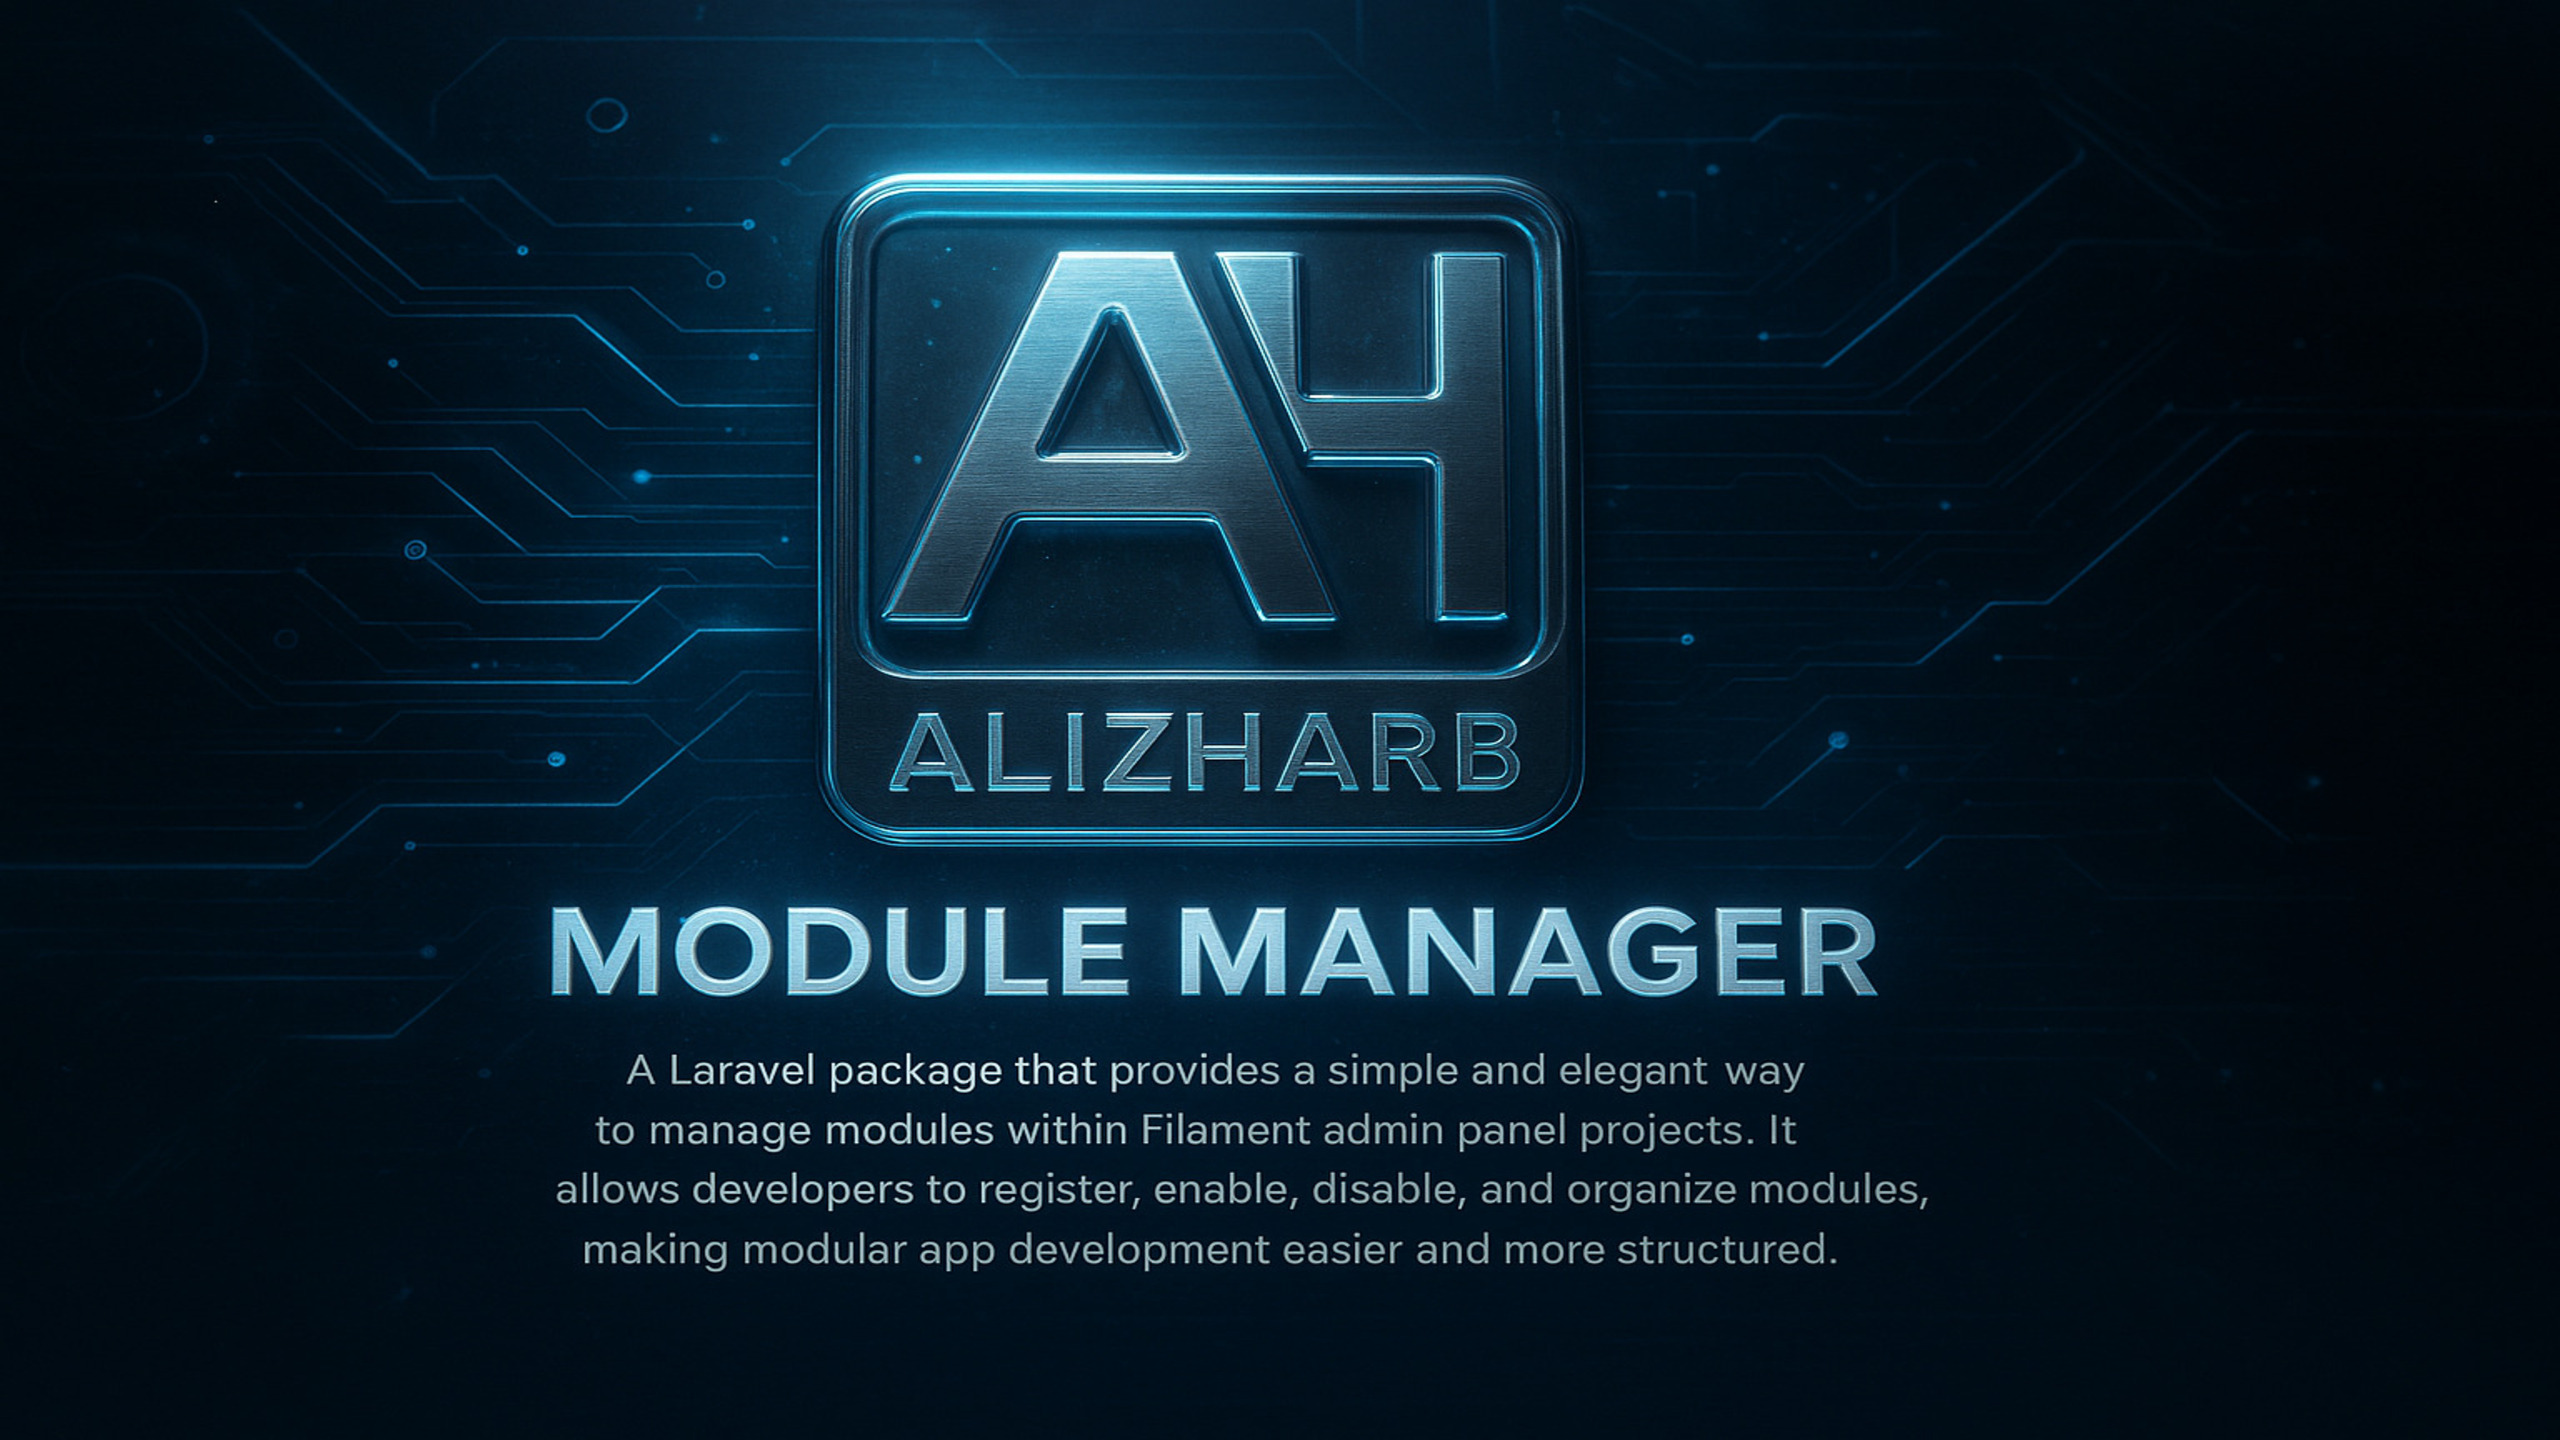 AH
ALIZHARB
MODULE MANAGER
A Laravel package that provides a simple and elegant way
to manage modules within Filament admin panel projects. It
allows developers to register, enable, disable, and organize modules,
making modular app development easier and more structured.